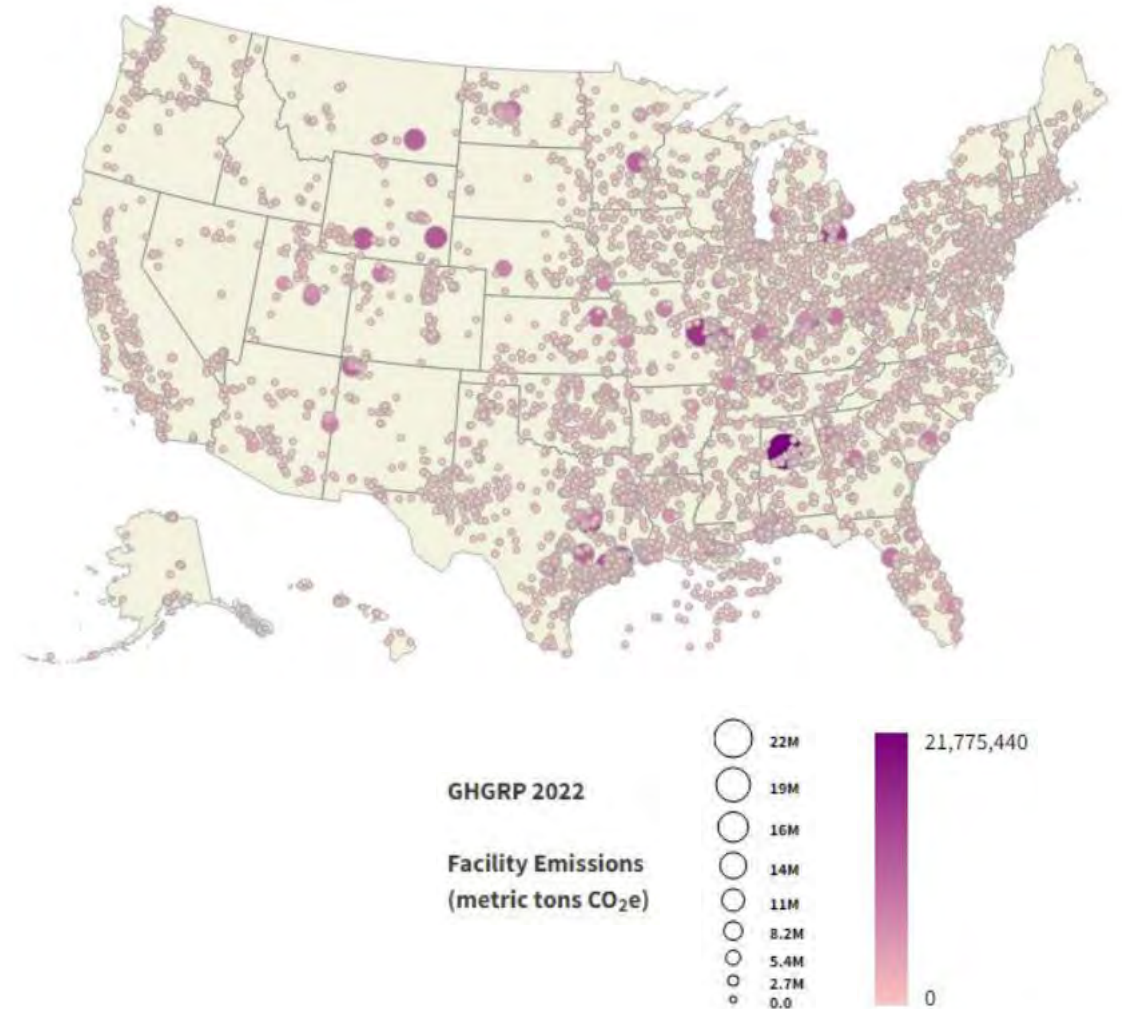 22M
21,775,440
19M
GHGRP 2022
16M
Facility Emissions
14M
(metric tons CO₂e)
11M
8.2M
5.4M
2.7M
0.0
0